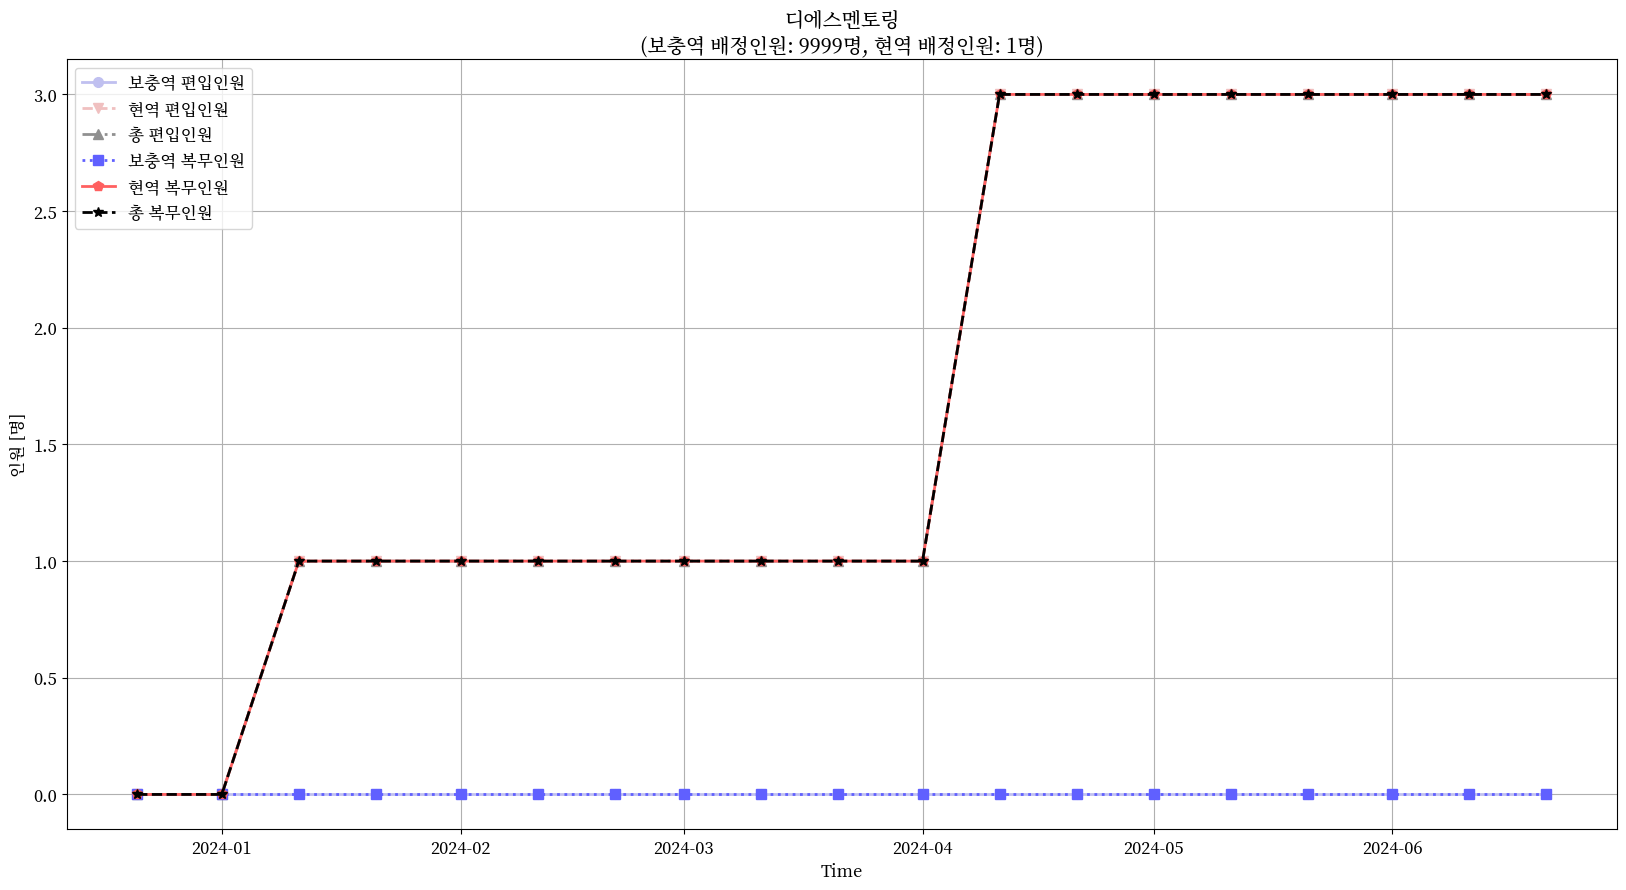 디에스멘토링
(보충역 배정인원: 9999명, 현역 배정인원: 1명)
보충역 편입인원
현역 편입인원
총 편입인원
보충역 복무인원
현역 복무인원
총 복무인원
3.0
2.5
2.0
1.5
1.0
0.5
0.0
인원 [명]
2024-01
2024-02
2024-03
2024-04
2024-05
2024-06
Time